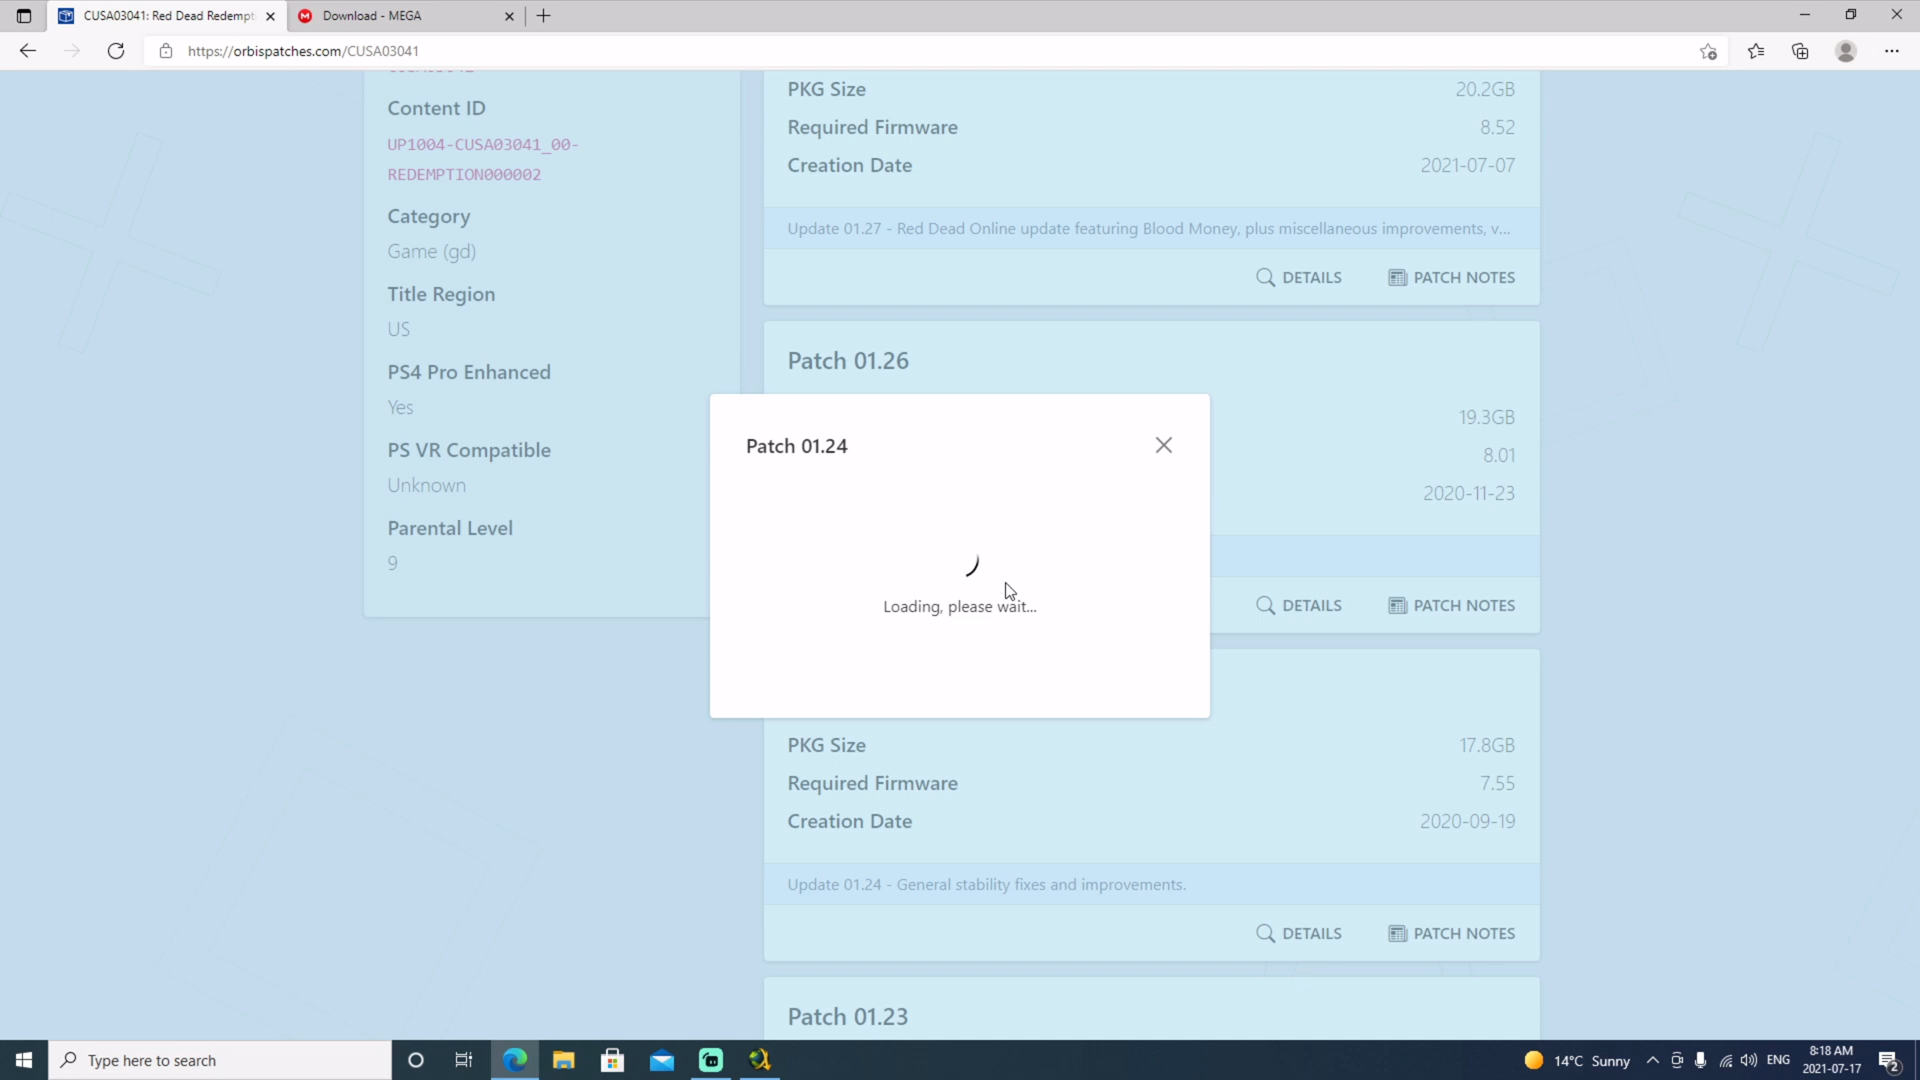 CUSA03041: Red Dead Redempt
Download - MEGA
https://orbispatches.com/CUSA03041
Content ID
UP1004-CUSA03041_00-
REDEMPTION000002
Category
Game (gd)
Title Region
US
PS4 Pro Enhanced
Yes
PS VR Compatible
Unknown
Parental Level
9
PKG Size 20.2GB
Required Firmware 8.52
Creation Date 2021-07-07
Update 01.27 - Red Dead Online update featuring Blood Money, plus miscellaneous improvements, v...
DETAILS PATCH NOTES
Patch 01.26
19.3GB
8.01
2020-11-23
DETAILS PATCH NOTES
Patch 01.24
Loading, please wait...
PKG Size 17.8GB
Required Firmware 7.55
Creation Date 2020-09-19
Update 01.24 - General stability fixes and improvements.
DETAILS PATCH NOTES
Patch 01.23
Type here to search
14°C Sunny
ENG
8:18 AM
2021-07-17
2